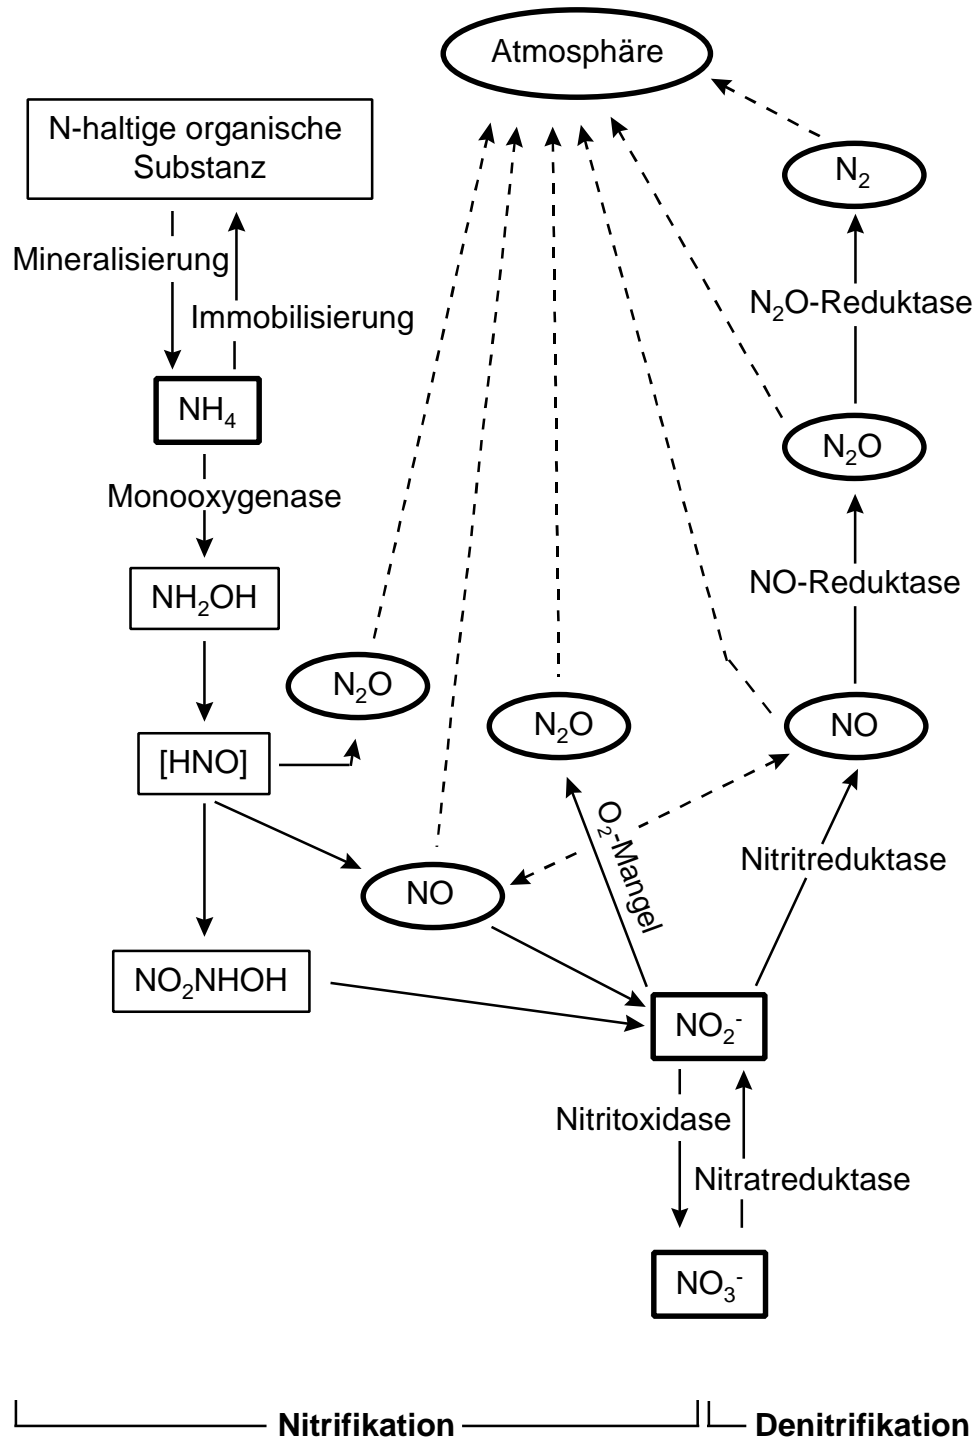 Atmosphäre
N-haltige organische
Substanz
N₂
Mineralisierung
Immobilisierung
N₂O-Reduktase
NH₄
N₂O
Monooxygenase
NO-Reduktase
NH₂OH
N₂O
N₂O
NO
[HNO]
O₂-Mangel
Nitritreduktase
NO
NO₂NHOH
NO₂⁻
Nitritoxidase
Nitratreduktase
NO₃⁻
Nitrifikation
Denitrifikation